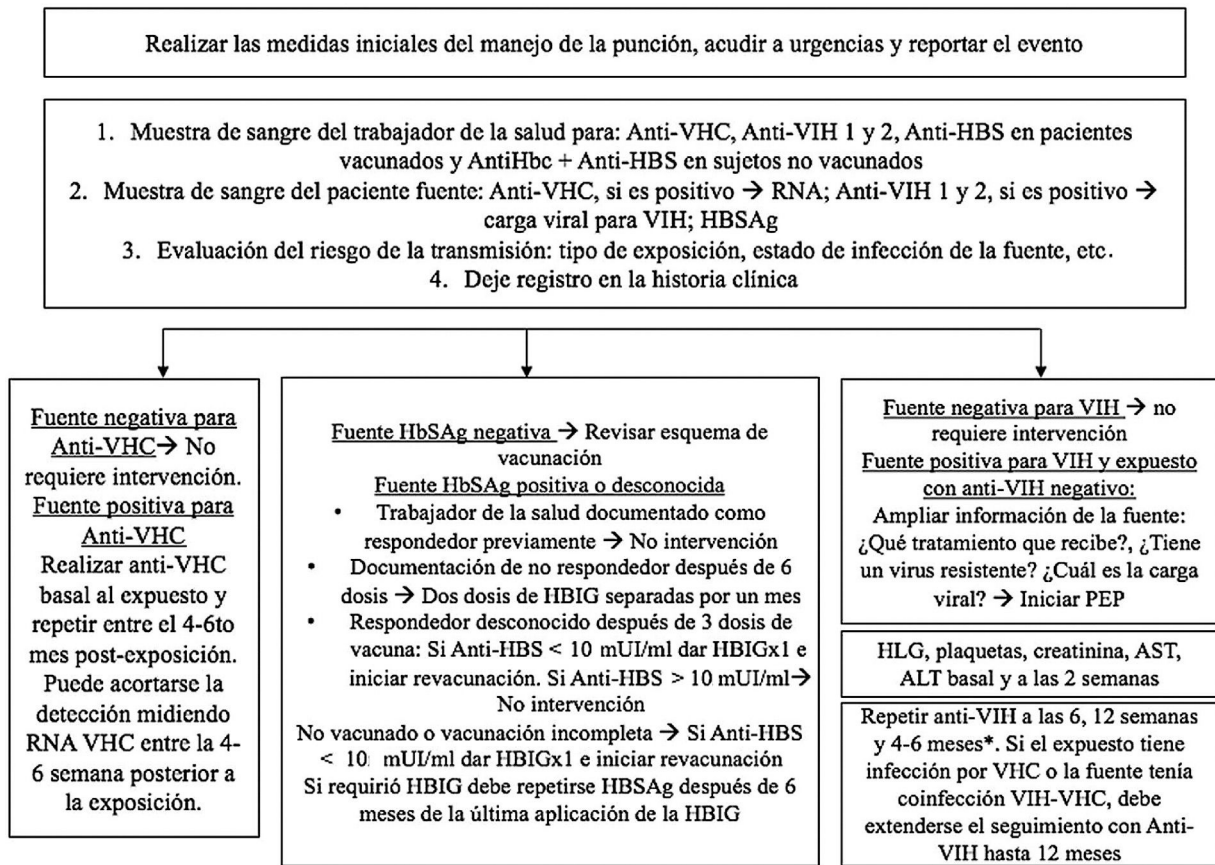 Realizar las medidas iniciales del manejo de la punción, acudir a urgencias y reportar el evento
1. Muestra de sangre del trabajador de la salud para: Anti-VHC, Anti-VIH 1 y 2, Anti-HBS en pacientes
vacunados y AntiHbc + Anti-HBS en sujetos no vacunados
2. Muestra de sangre del paciente fuente: Anti-VHC, si es positivo → RNA; Anti-VIH 1 y 2, si es positivo →
carga viral para VIH; HBSAg
3. Evaluación del riesgo de la transmisión: tipo de exposición, estado de infección de la fuente, etc.
4. Deje registro en la historia clínica
Fuente negativa para
Anti-VHC→ No
requiere intervención.
Fuente positiva para
Anti-VHC
Realizar anti-VHC
basal al expuesto y
repetir entre el 4-6to
mes post-exposición.
Puede acortarse la
detección midiendo
RNA VHC entre la 4-
6 semana posterior a
la exposición.
Fuente HbSAg negativa → Revisar esquema de
vacunación
Fuente HbSAg positiva o desconocida
• Trabajador de la salud documentado como
respondedor previamente → No intervención
• Documentación de no respondedor después de 6
dosis → Dos dosis de HBIG separadas por un mes
• Respondedor desconocido después de 3 dosis de
vacuna: Si Anti-HBS < 10 mUI/ml dar HBIGx1 e
iniciar revacunación. Si Anti-HBS > 10 mUI/ml→
No intervención
No vacunado o vacunación incompleta → Si Anti-HBS
< 10 mUI/ml dar HBIGx1 e iniciar revacunación
Si requirió HBIG debe repetirse HBSAg después de 6
meses de la última aplicación de la HBIG
Fuente negativa para VIH → no
requiere intervención
Fuente positiva para VIH y expuesto
con anti-VIH negativo:
Ampliar información de la fuente:
¿Qué tratamiento que recibe?, ¿Tiene
un virus resistente? ¿Cuál es la carga
viral? → Iniciar PEP
HLG, plaquetas, creatinina, AST,
ALT basal y a las 2 semanas
Repetir anti-VIH a las 6, 12 semanas
y 4-6 meses*. Si el expuesto tiene
infección por VHC o la fuente tenía
coinfección VIH-VHC, debe
extenderse el seguimiento con Anti-
VIH hasta 12 meses